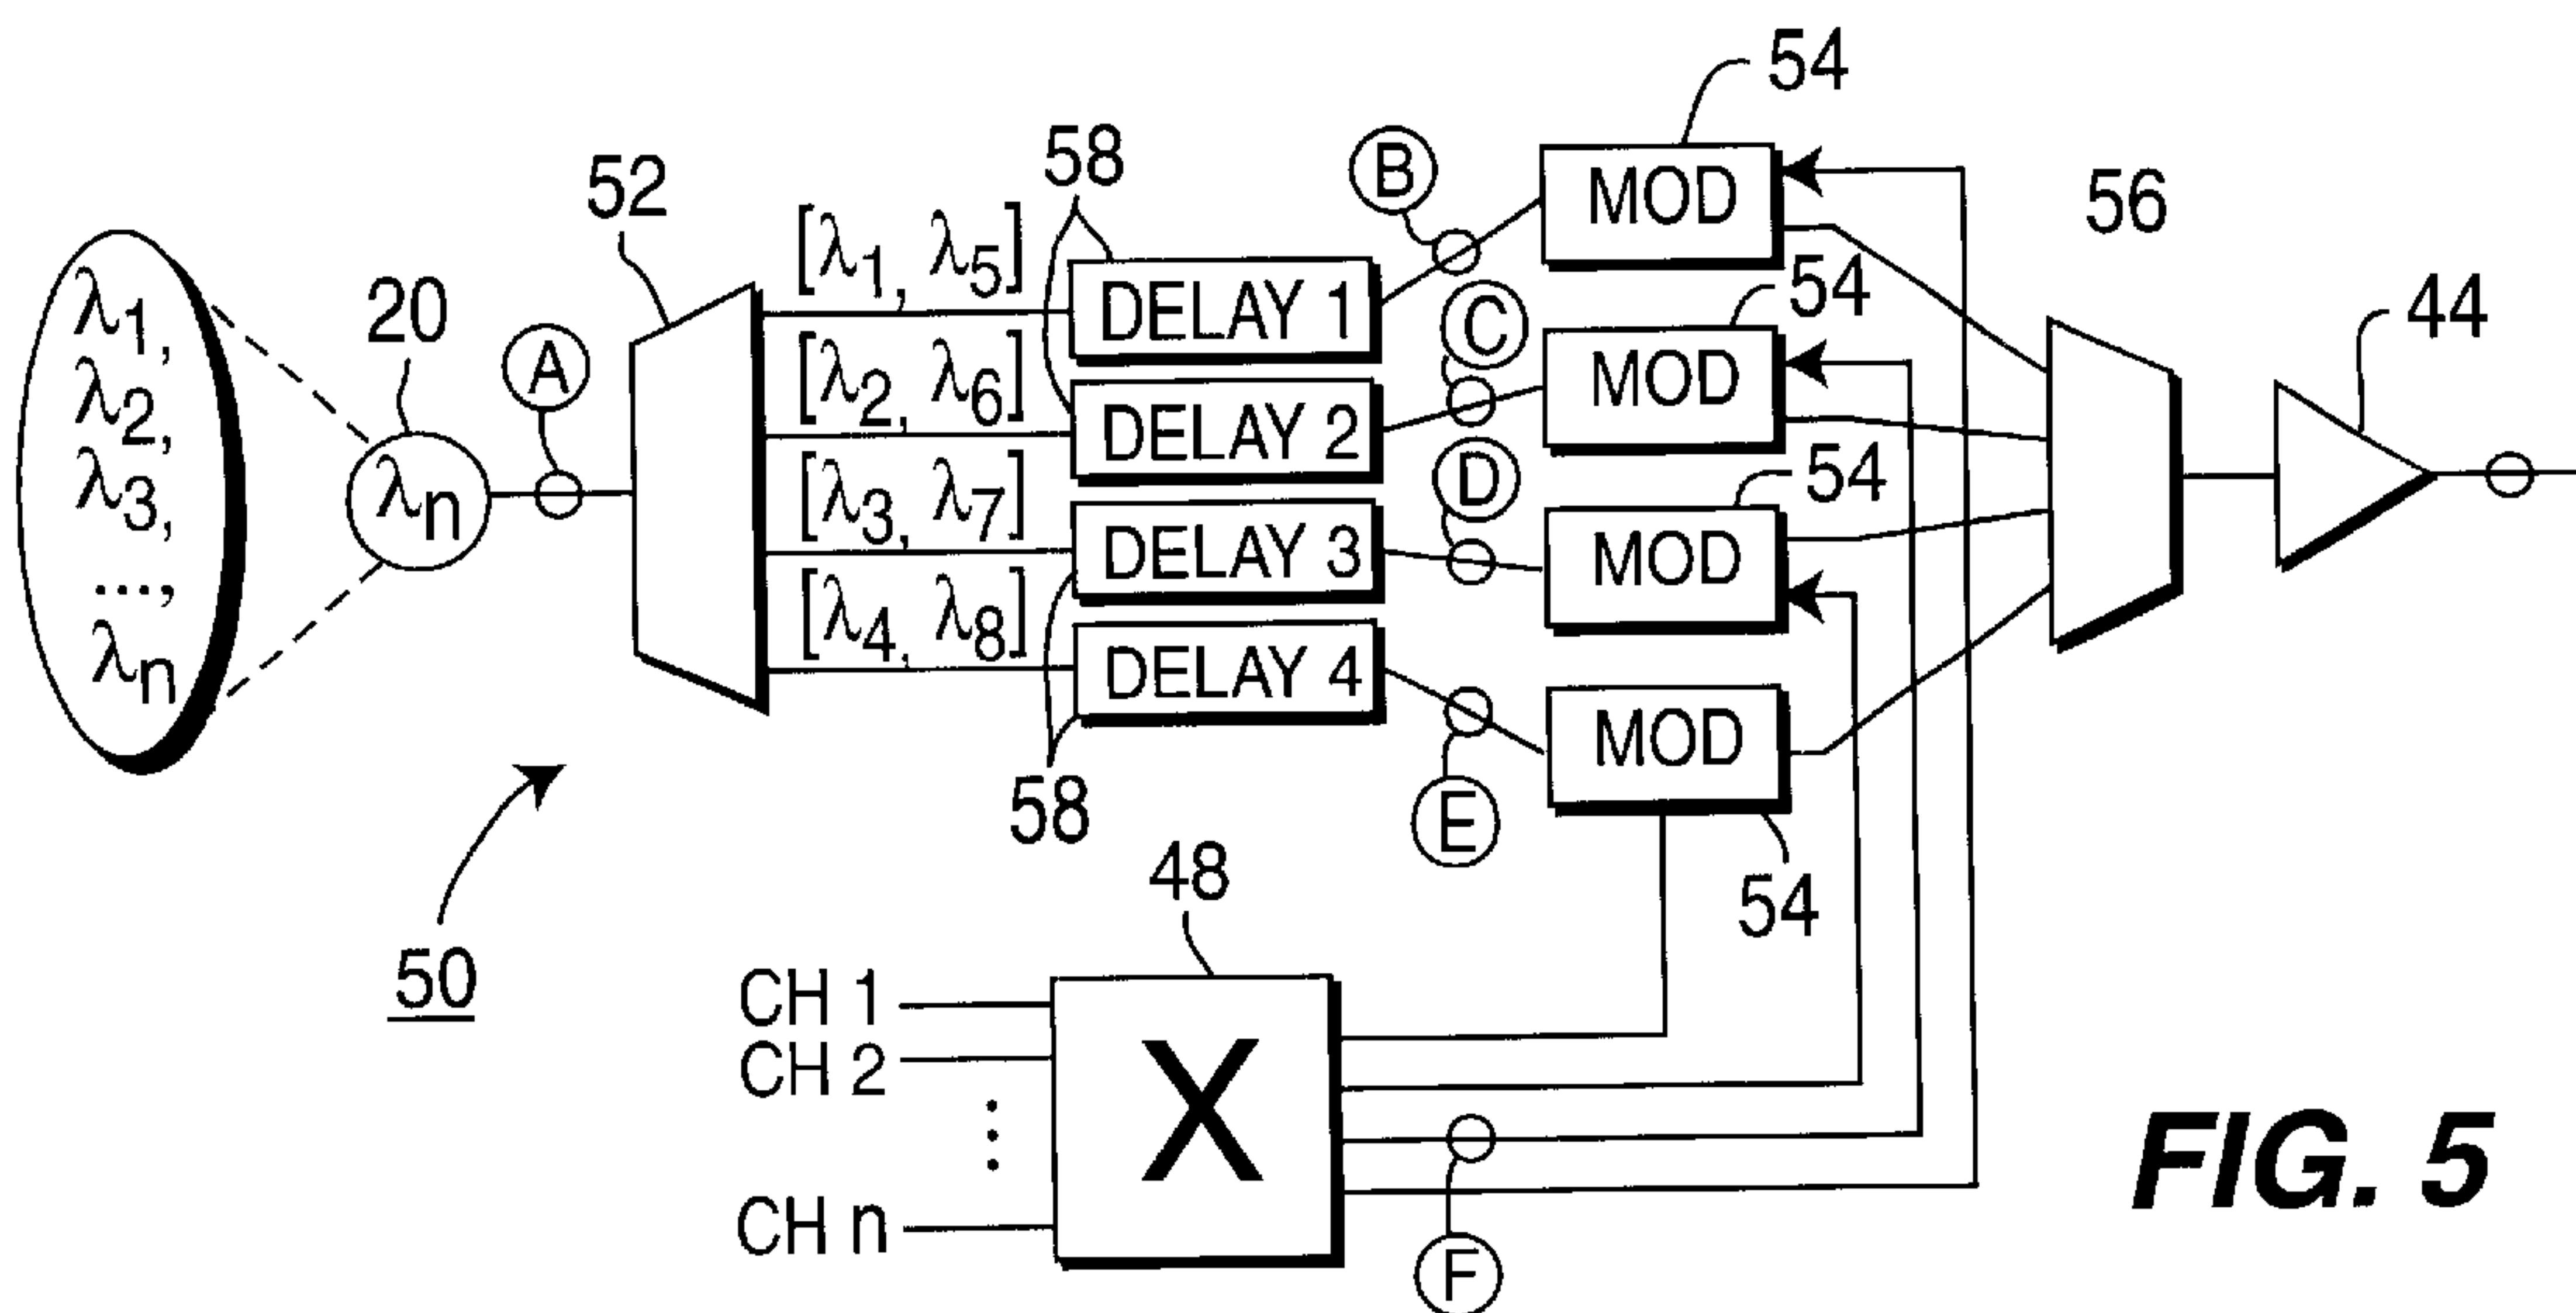 λ1,
λ2,
λ3,
...,
λn
20
λn
A
52
[λ1, λ5]
[λ2, λ6]
[λ3, λ7]
[λ4, λ8]
58
DELAY 1
DELAY 2
DELAY 3
DELAY 4
58
B
C
D
E
54
MOD
54
MOD
54
MOD
MOD
54
56
44
50
48
CH 1
CH 2
⋮
CH n
X
F
FIG. 5